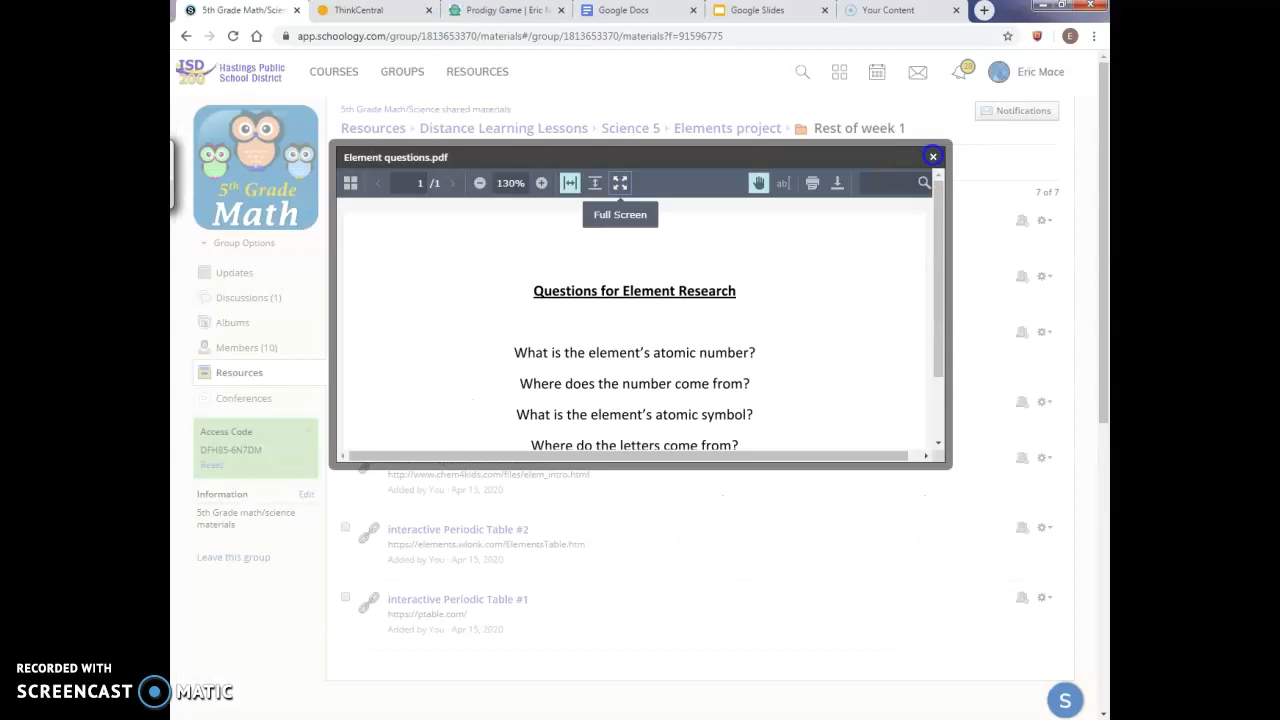 5th Grade Math/Scien
ThinkCentral
Prodigy Game | Eric M
Google Docs
Google Slides
Your Content
app.schoology.com/group/1813653370/materials#/group/1813653370/materials?f=91596775
E
ISD 200
Hastings Public School District
COURSES
GROUPS
RESOURCES
28
Eric Mace
5th Grade Math
5th Grade Math/Science shared materials
Notifications
Resources
Distance Learning Lessons
Science 5
Elements project
Rest of week 1
Element questions.pdf
1 /1
130%
ab
Full Screen
7 of 7
Questions for Element Research
What is the element's atomic number?
Where does the number come from?
What is the element's atomic symbol?
Where do the letters come from?
Group Options
Updates
Discussions (1)
Albums
Members (10)
Resources
Conferences
Access Code
DFH85-6N7DM
Reset
Information
Edit
5th Grade math/science
materials
Leave this group
http://www.chem4kids.com/files/elem_intro.html
Added by You · Apr 15, 2020
interactive Periodic Table #2
https://elements.wlonk.com/ElementsTable.htm
Added by You · Apr 15, 2020
interactive Periodic Table #1
https://ptable.com/
Added by You · Apr 15, 2020
RECORDED WITH
SCREENCAST MATIC
S